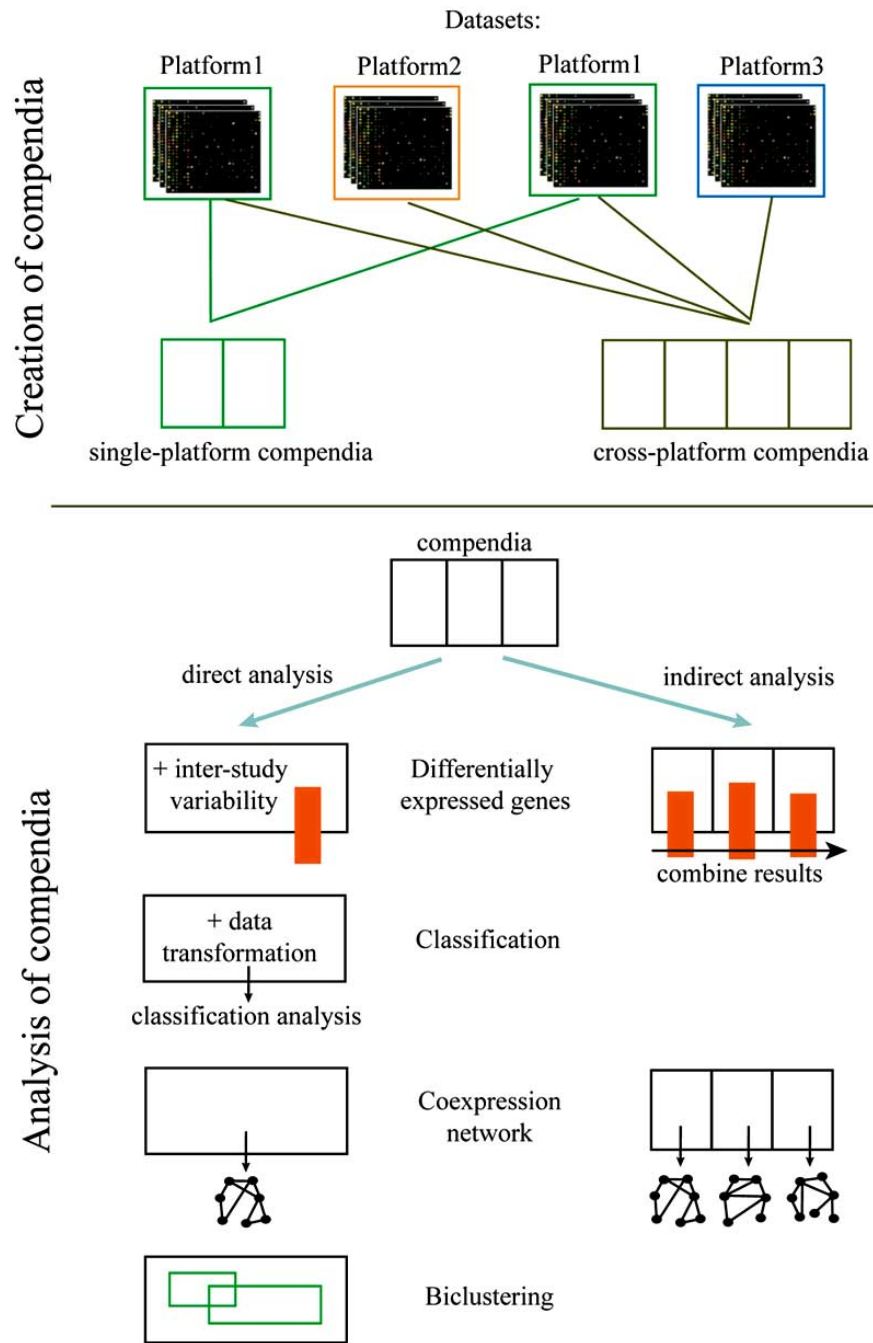 Datasets:
Platform1
Platform2
Platform1
Platform3
Creation of compendia
single-platform compendia
cross-platform compendia
compendia
direct analysis
indirect analysis
Analysis of compendia
+ inter-study
variability
Differentially
expressed genes
combine results
+ data
transformation
Classification
classification analysis
Coexpression
network
Biclustering